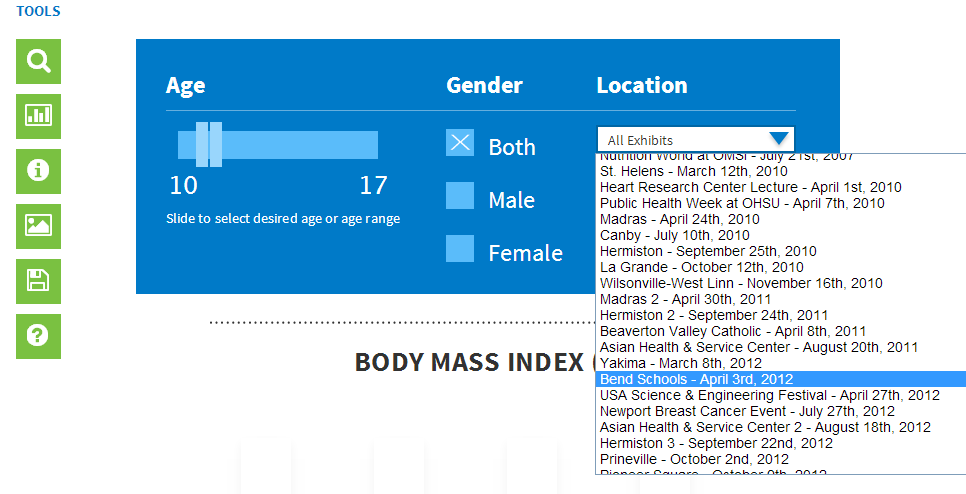 TOOLS
Age
Gender
Location
All Exhibits
Both
Male
Female
10
17
Slide to select desired age or age range
Nutrition World at OMSI - July 21st, 2007
St. Helens - March 12th, 2010
Heart Research Center Lecture - April 1st, 2010
Public Health Week at OHSU - April 7th, 2010
Madras - April 24th, 2010
Canby - July 10th, 2010
Hermiston - September 25th, 2010
La Grande - October 12th, 2010
Wilsonville-West Linn - November 16th, 2010
Madras 2 - April 30th, 2011
Hermiston 2 - September 24th, 2011
Beaverton Valley Catholic - April 8th, 2011
Asian Health & Service Center - August 20th, 2011
Yakima - March 8th, 2012
Bend Schools - April 3rd, 2012
USA Science & Engineering Festival - April 27th, 2012
Newport Breast Cancer Event - July 27th, 2012
Asian Health & Service Center 2 - August 18th, 2012
Hermiston 3 - September 22nd, 2012
Prineville - October 2nd, 2012
Pioneer Square - October 9th, 2012
BODY MASS INDEX (